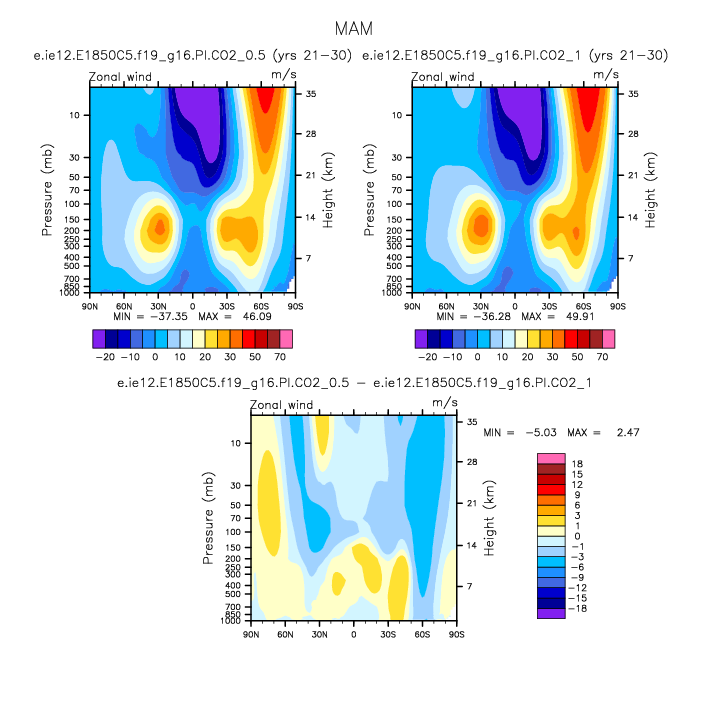 MAM
e.ie12.E1850C5.f19_g16.PI.CO2_0.5 (yrs 21-30) e.ie12.E1850C5.f19_g16.PI.CO2_1 (yrs 21-30)
Zonal wind m/s Zonal wind m/s
Pressure (mb) Height (km) Pressure (mb) Height (km)
10 35 10 35
28 28
30 30
50 21 50 21
70 70
100 100
150 14 150 14
200 200
250 250
300 300
400 7 400 7
500 500
700 700
850 850
1000 1000
90N 60N 30N 0 30S 60S 90S 90N 60N 30N 0 30S 60S 90S
MIN = -37.35 MAX = 46.09 MIN = -36.28 MAX = 49.91
-20 -10 0 10 20 30 50 70 -20 -10 0 10 20 30 50 70
e.ie12.E1850C5.f19_g16.PI.CO2_0.5 - e.ie12.E1850C5.f19_g16.PI.CO2_1
Zonal wind m/s
MIN = -5.03 MAX = 2.47
Pressure (mb) Height (km)
10 35
28
30
50 21
70
100
150 14
200
250
300
400 7
500
700
850
1000
90N 60N 30N 0 30S 60S 90S
18
15
12
9
6
3
1
0
-1
-3
-6
-9
-12
-15
-18